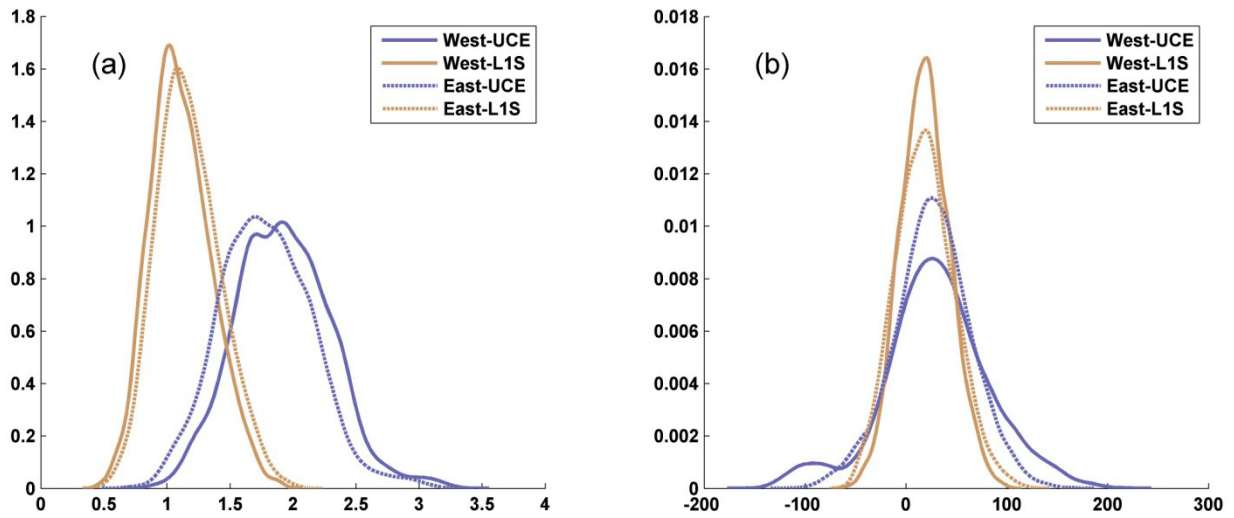 1.8
1.6
1.4
1.2
1
0.8
0.6
0.4
0.2
0
0 0.5 1 1.5 2 2.5 3 3.5 4
(a)
West-UCE
West-L1S
East-UCE
East-L1S
0.018
0.016
0.014
0.012
0.01
0.008
0.006
0.004
0.002
0
-200 -100 0 100 200 300
(b)
West-UCE
West-L1S
East-UCE
East-L1S